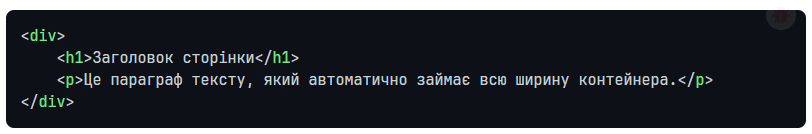 <div>
    <h1>Заголовок сторінки</h1>
    <p>Це параграф тексту, який автоматично займає всю ширину контейнера.</p>
</div>